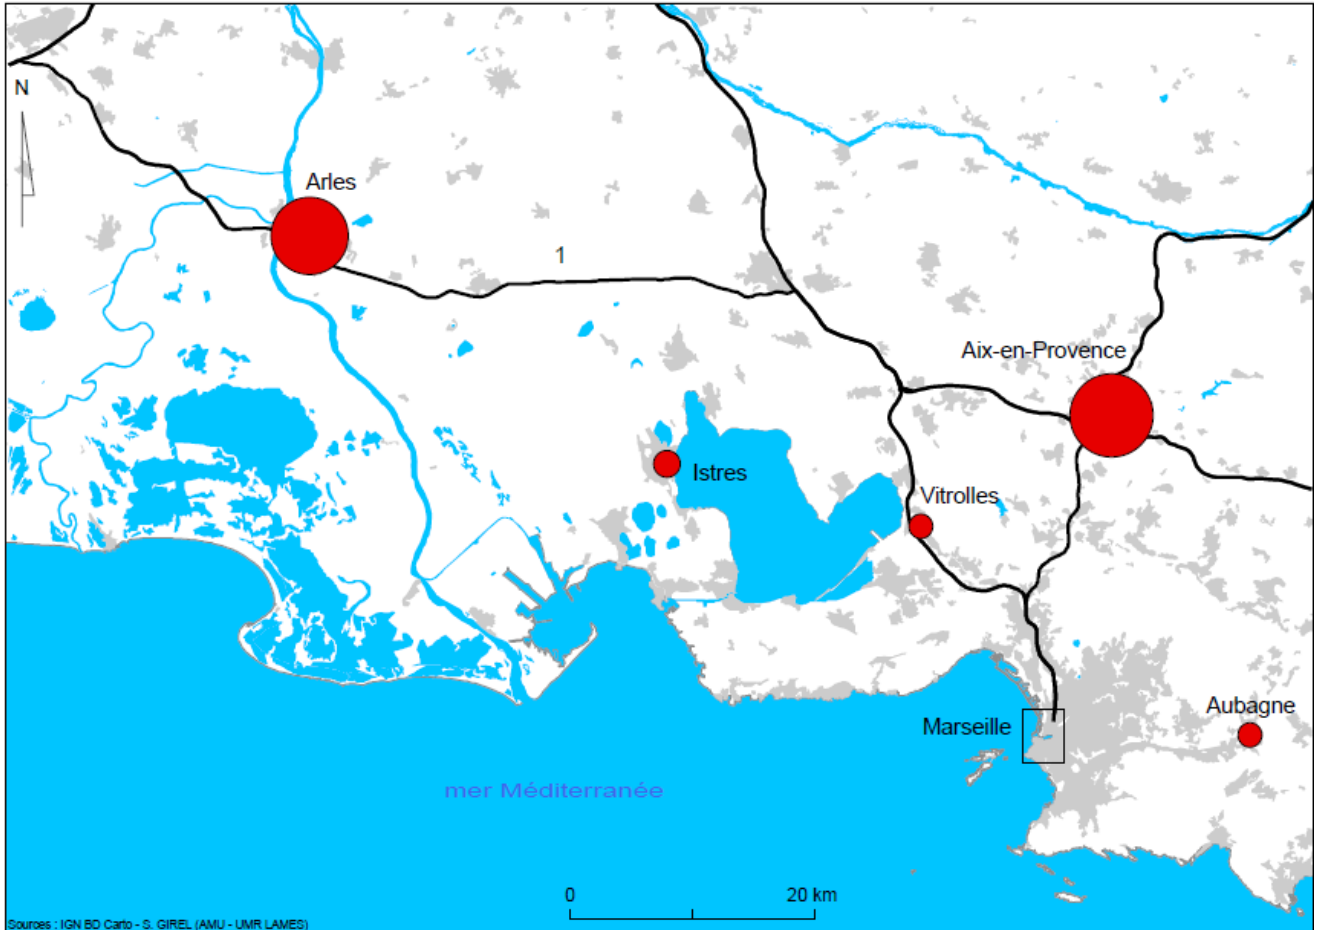 N
Arles
1
Aix-en-Provence
Istres
Vitrolles
Aubagne
Marseille
mer Méditerranée
0 20 km
Sources : IGN BD Carto - S. GIREL (AMU - UMR LAMES)